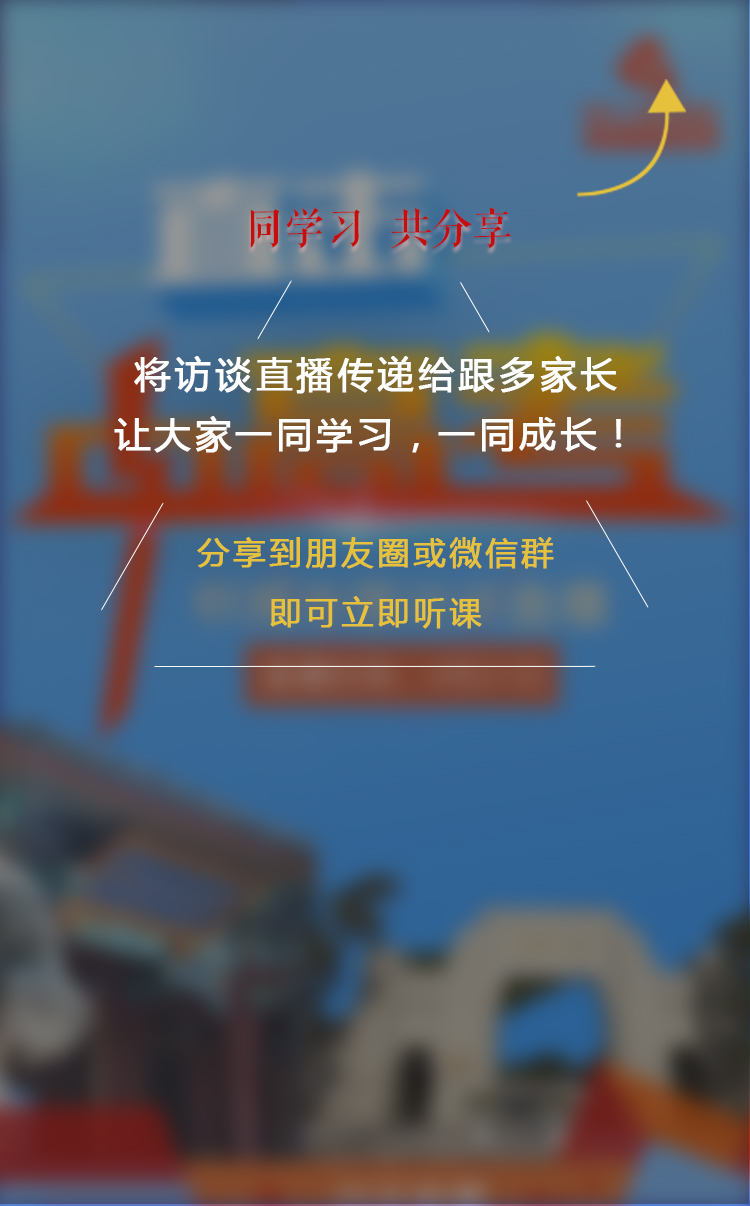 同学习 共分享
将访谈直播传递给跟多家长
让大家一同学习，一同成长！
分享到朋友圈或微信群
即可立即听课